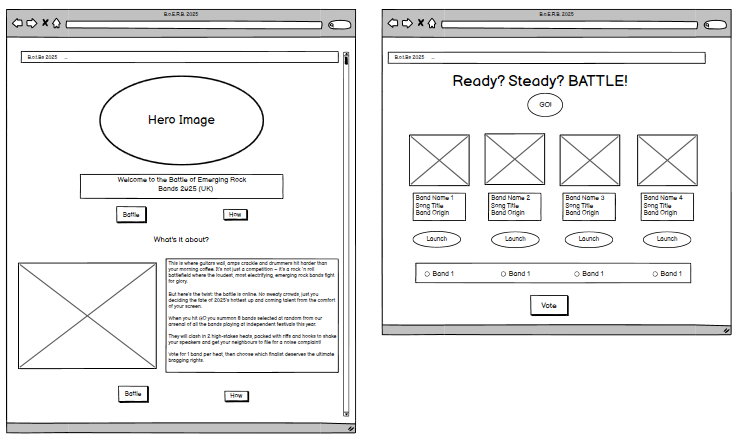 B.o.E.R.B. 2025
B.ot.Bs 2025 ...
Hero Image
Welcome to the Battle of Emerging Rock
Bands 2025 (UK)
Battle
How
What's it about?
This is where guitars wail, amps crackle and drummers hit harder than
your morning coffee. It's not just a competition – it's a rock 'n roll
battlefield where the loudest, most electrifying, emerging rock bands fight
for glory.
But here's the twist: the battle is online. No sweaty crowds, just you
deciding the fate of 2025's hottest up and coming talent from the comfort
of your screen.
When you hit GO you summon 8 bands selected at random from our
arsenal of all the bands playing at independent festivals this year.
They will clash in 2 high-stakes heats, packed with riffs and hooks to shake
your speakers and get your neighbours to file for a noise complaint!
Vote for 1 band per heat, then choose which finalist deserves the ultimate
bragging rights.
Battle
How
B.o.E.R.B. 2025
B.ot.Bs 2025 ...
Ready? Steady? BATTLE!
GO!
Band Name 1
Song Title
Band Origin
Band Name 2
Song Title
Band Origin
Band Name 3
Song Title
Band Origin
Band Name 4
Song Title
Band Origin
Launch
Launch
Launch
Launch
Band 1
Band 1
Band 1
Band 1
Vote